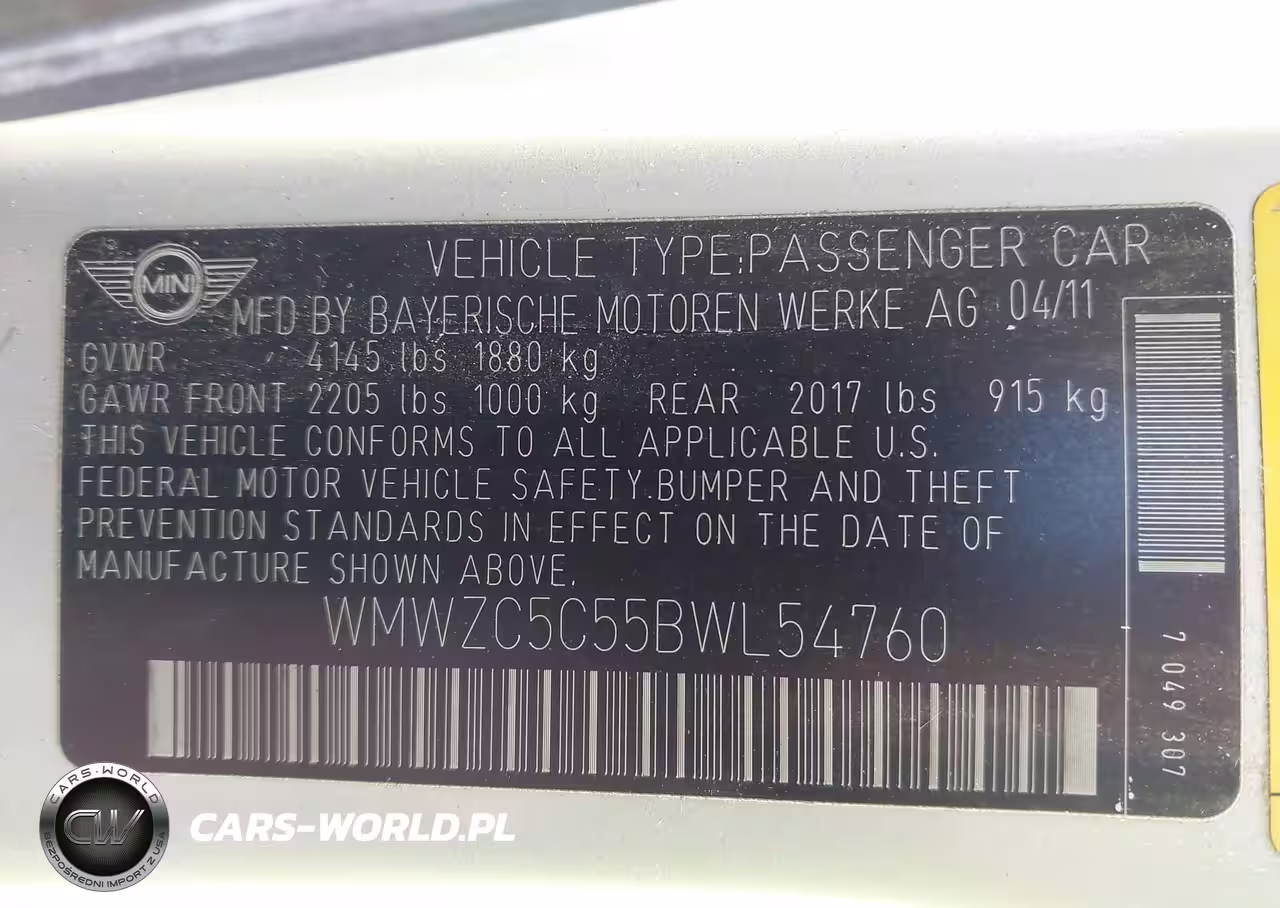 MINI
VEHICLE TYPE:PASSENGER CAR
MFD BY BAYERISCHE MOTOREN WERKE AG 04/11
GVWR 4145 lbs 1880 kg
GAWR FRONT 2205 lbs 1000 kg REAR 2017 lbs 915 kg
THIS VEHICLE CONFORMS TO ALL APPLICABLE U.S.
FEDERAL MOTOR VEHICLE SAFETY.BUMPER AND THEFT
PREVENTION STANDARDS IN EFFECT ON THE DATE OF
MANUFACTURE SHOWN ABOVE.
WMWZC5C55BWL54760
7 049 307
CARS-WORLD
CW
BEZPOŚREDNI IMPORT Z USA
CARS-WORLD.PL